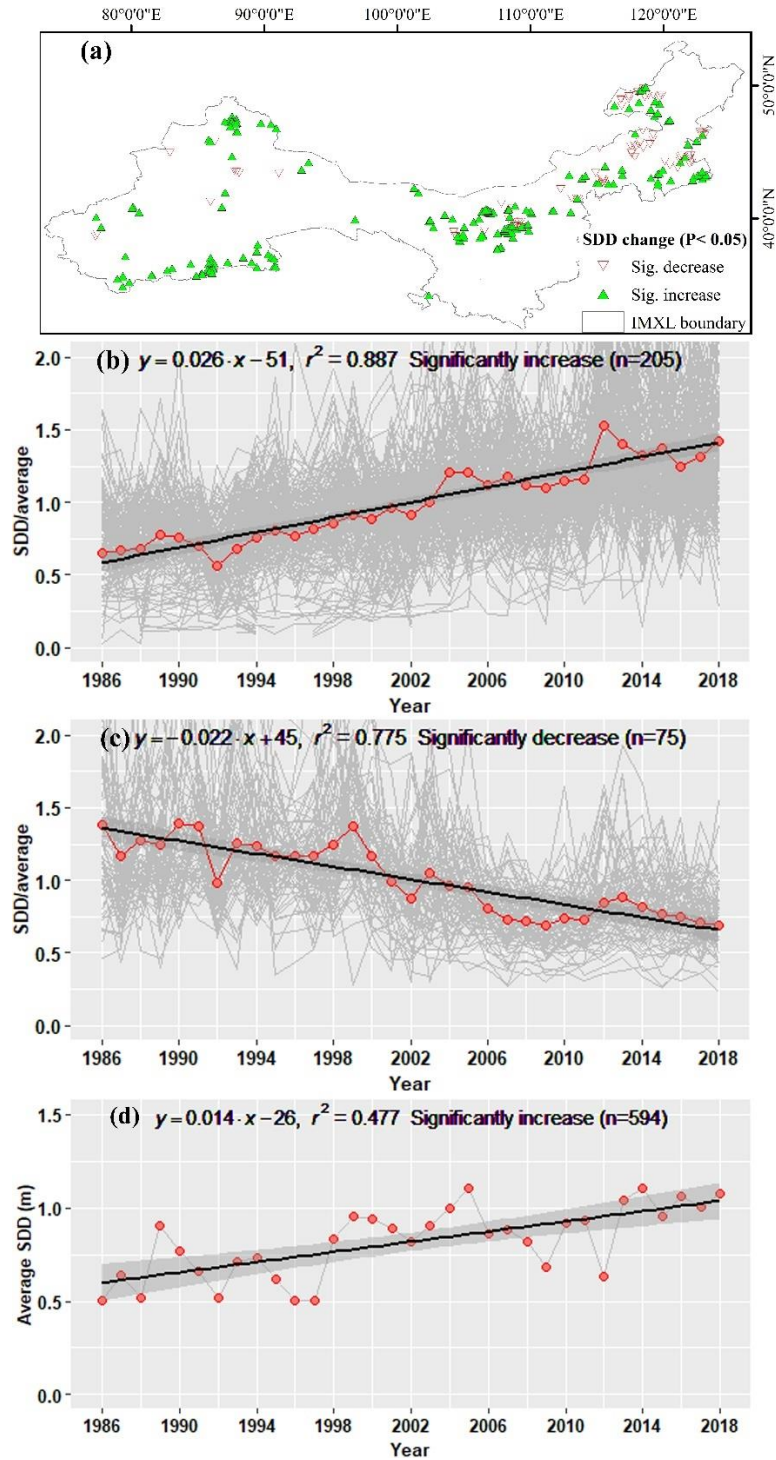 80°0'0"E 90°0'0"E 100°0'0"E 110°0'0"E 120°0'0"E
(a)
50°0'0"N
40°0'0"N
SDD change (P< 0.05)
Sig. decrease
Sig. increase
IMXL boundary
(b) y = 0.026 · x − 51, r² = 0.887 Significantly increase (n=205)
2.0
1.5
1.0
0.5
0.0
SDD/average
1986 1990 1994 1998 2002 2006 2010 2014 2018
Year
(c) y = −0.022 · x + 45, r² = 0.775 Significantly decrease (n=75)
2.0
1.5
1.0
0.5
0.0
SDD/average
1986 1990 1994 1998 2002 2006 2010 2014 2018
Year
(d) y = 0.014 · x − 26, r² = 0.477 Significantly increase (n=594)
1.5
1.0
0.5
0.0
Average SDD (m)
1986 1990 1994 1998 2002 2006 2010 2014 2018
Year